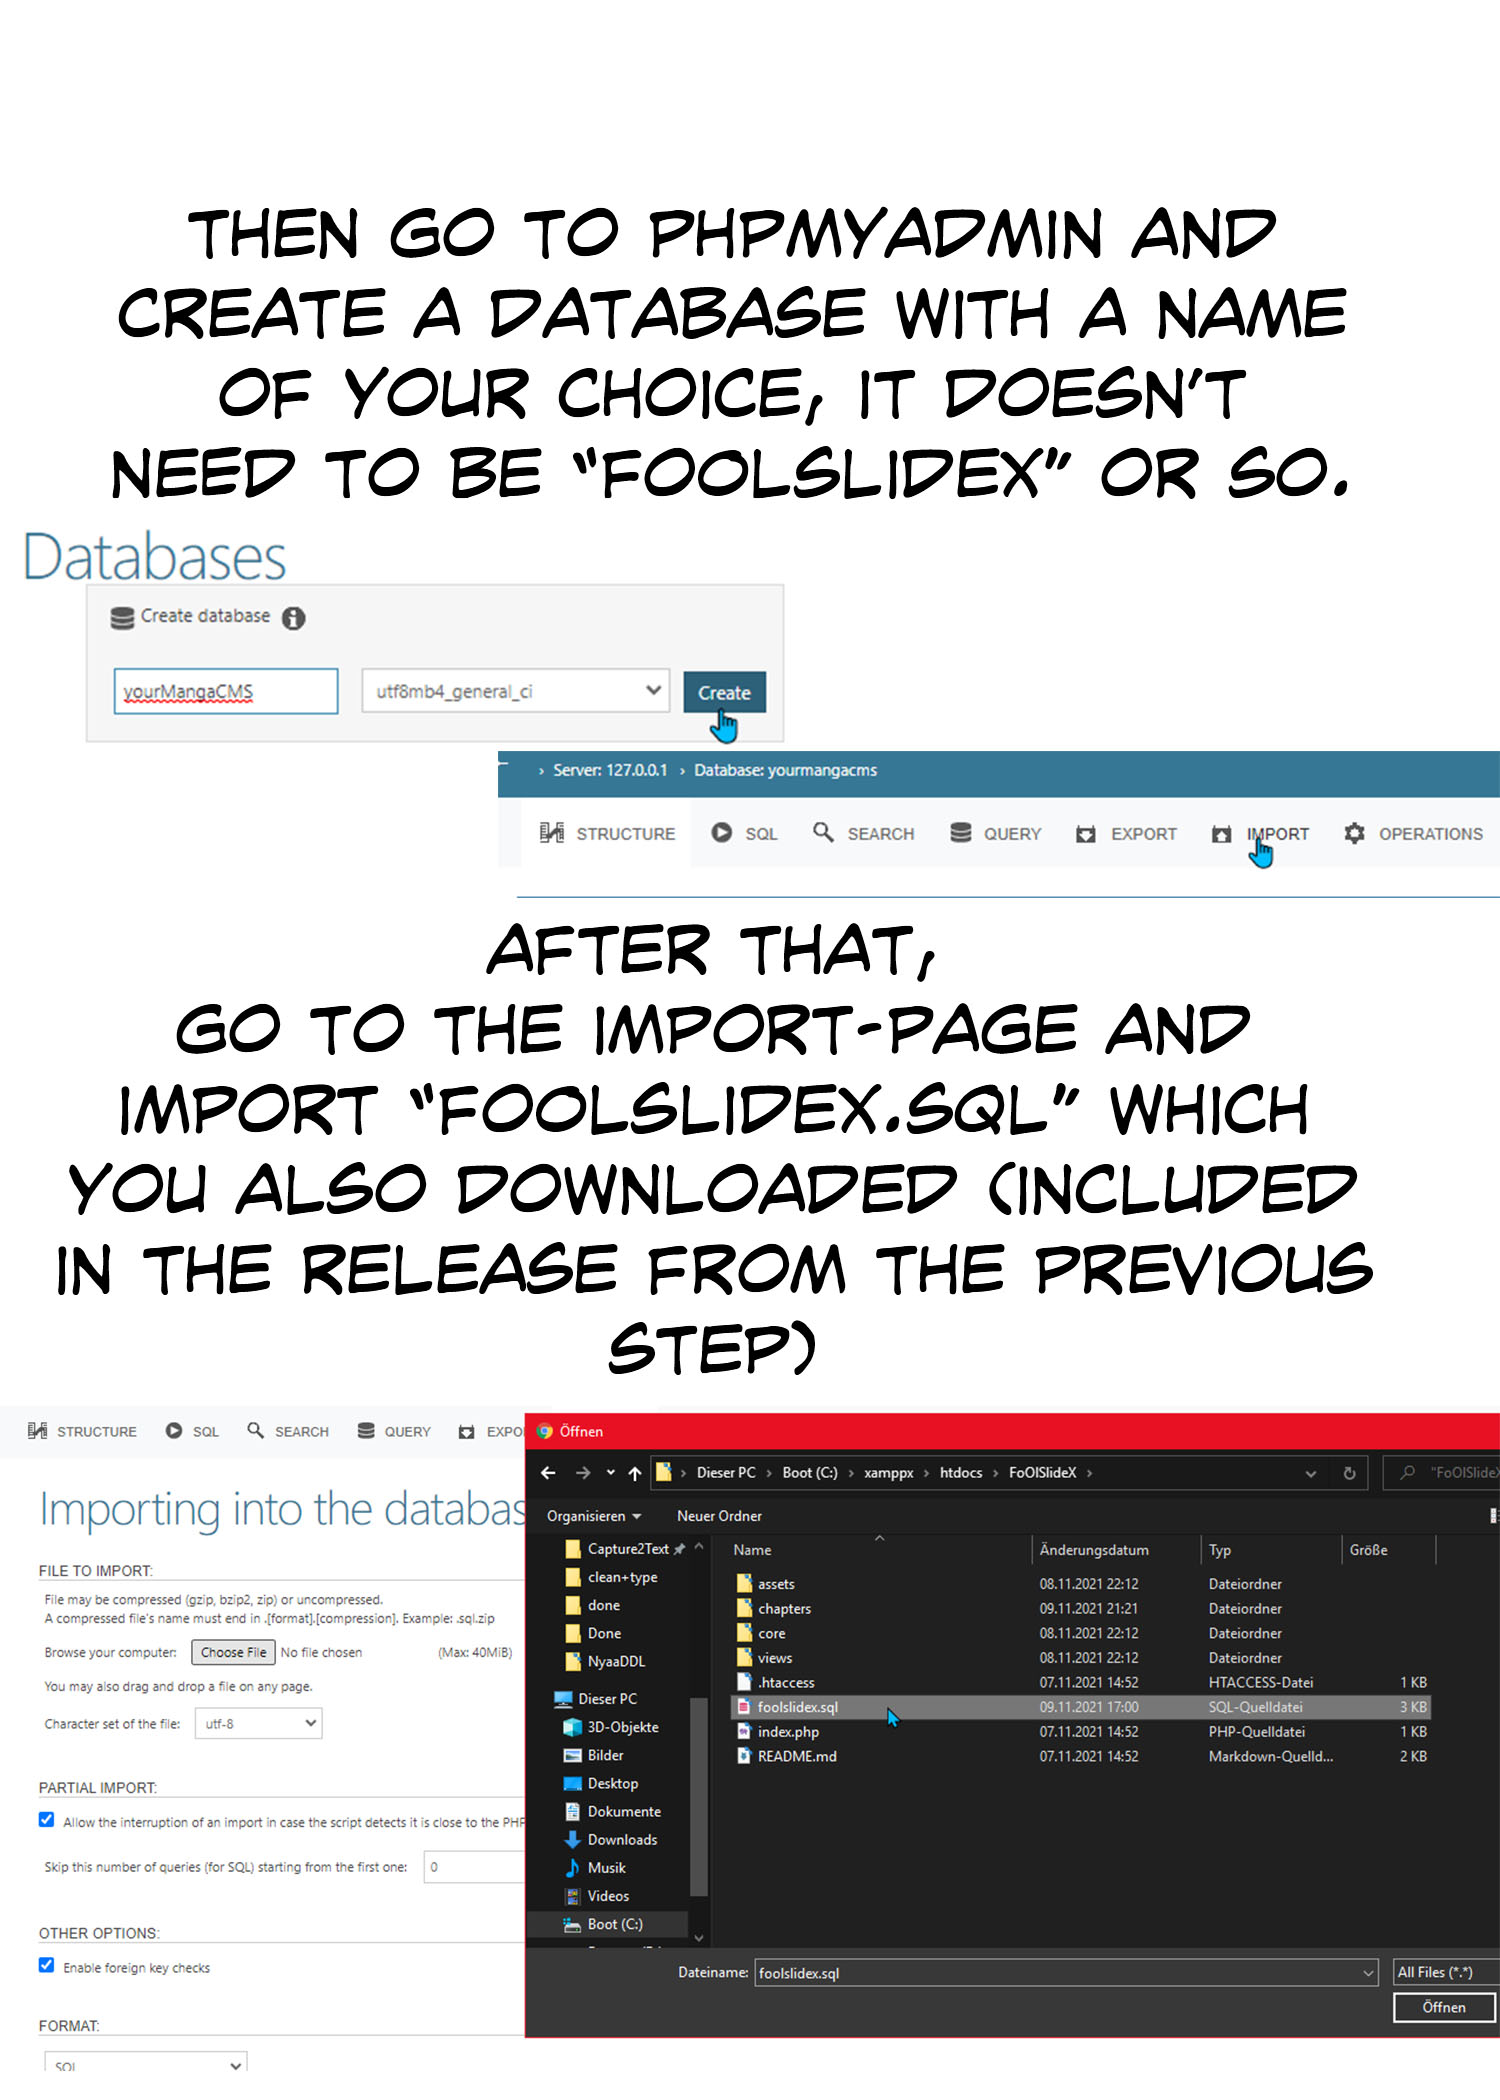 THEN GO TO PHPMYADMIN AND
CREATE A DATABASE WITH A NAME
OF YOUR CHOICE, IT DOESN'T
NEED TO BE "FOOLSLIDEX" OR SO.
Databases
Create database
yourMangaCMS
utf8mb4_general_ci
Create
› Server: 127.0.0.1 › Database: yourmangacms
STRUCTURE SQL SEARCH QUERY EXPORT IMPORT OPERATIONS
AFTER THAT,
GO TO THE IMPORT-PAGE AND
IMPORT "FOOLSLIDEX.SQL" WHICH
YOU ALSO DOWNLOADED (INCLUDED
IN THE RELEASE FROM THE PREVIOUS
STEP)
STRUCTURE SQL SEARCH QUERY EXPO
Importing into the databas
FILE TO IMPORT:
File may be compressed (gzip, bzip2, zip) or uncompressed.
A compressed file's name must end in .[format].[compression]. Example: .sql.zip
Browse your computer: Choose File No file chosen (Max: 40MiB)
You may also drag and drop a file on any page.
Character set of the file: utf-8
PARTIAL IMPORT:
Allow the interruption of an import in case the script detects it is close to the PHP
Skip this number of queries (for SQL) starting from the first one: 0
OTHER OPTIONS:
Enable foreign key checks
FORMAT:
SQL
Öffnen
Dieser PC › Boot (C:) › xamppx › htdocs › FoOlSlideX ›
"FoOlSlideX
Organisieren Neuer Ordner
Capture2Text
clean+type
done
Done
NyaaDDL
Dieser PC
3D-Objekte
Bilder
Desktop
Dokumente
Downloads
Musik
Videos
Boot (C:)
Name Änderungsdatum Typ Größe
assets 08.11.2021 22:12 Dateiordner
chapters 09.11.2021 21:21 Dateiordner
core 08.11.2021 22:12 Dateiordner
views 08.11.2021 22:12 Dateiordner
.htaccess 07.11.2021 14:52 HTACCESS-Datei 1 KB
foolslidex.sql 09.11.2021 17:00 SQL-Quelldatei 3 KB
index.php 07.11.2021 14:52 PHP-Quelldatei 1 KB
README.md 07.11.2021 14:52 Markdown-Quelld... 2 KB
Dateiname: foolslidex.sql
All Files (*.*)
Öffnen